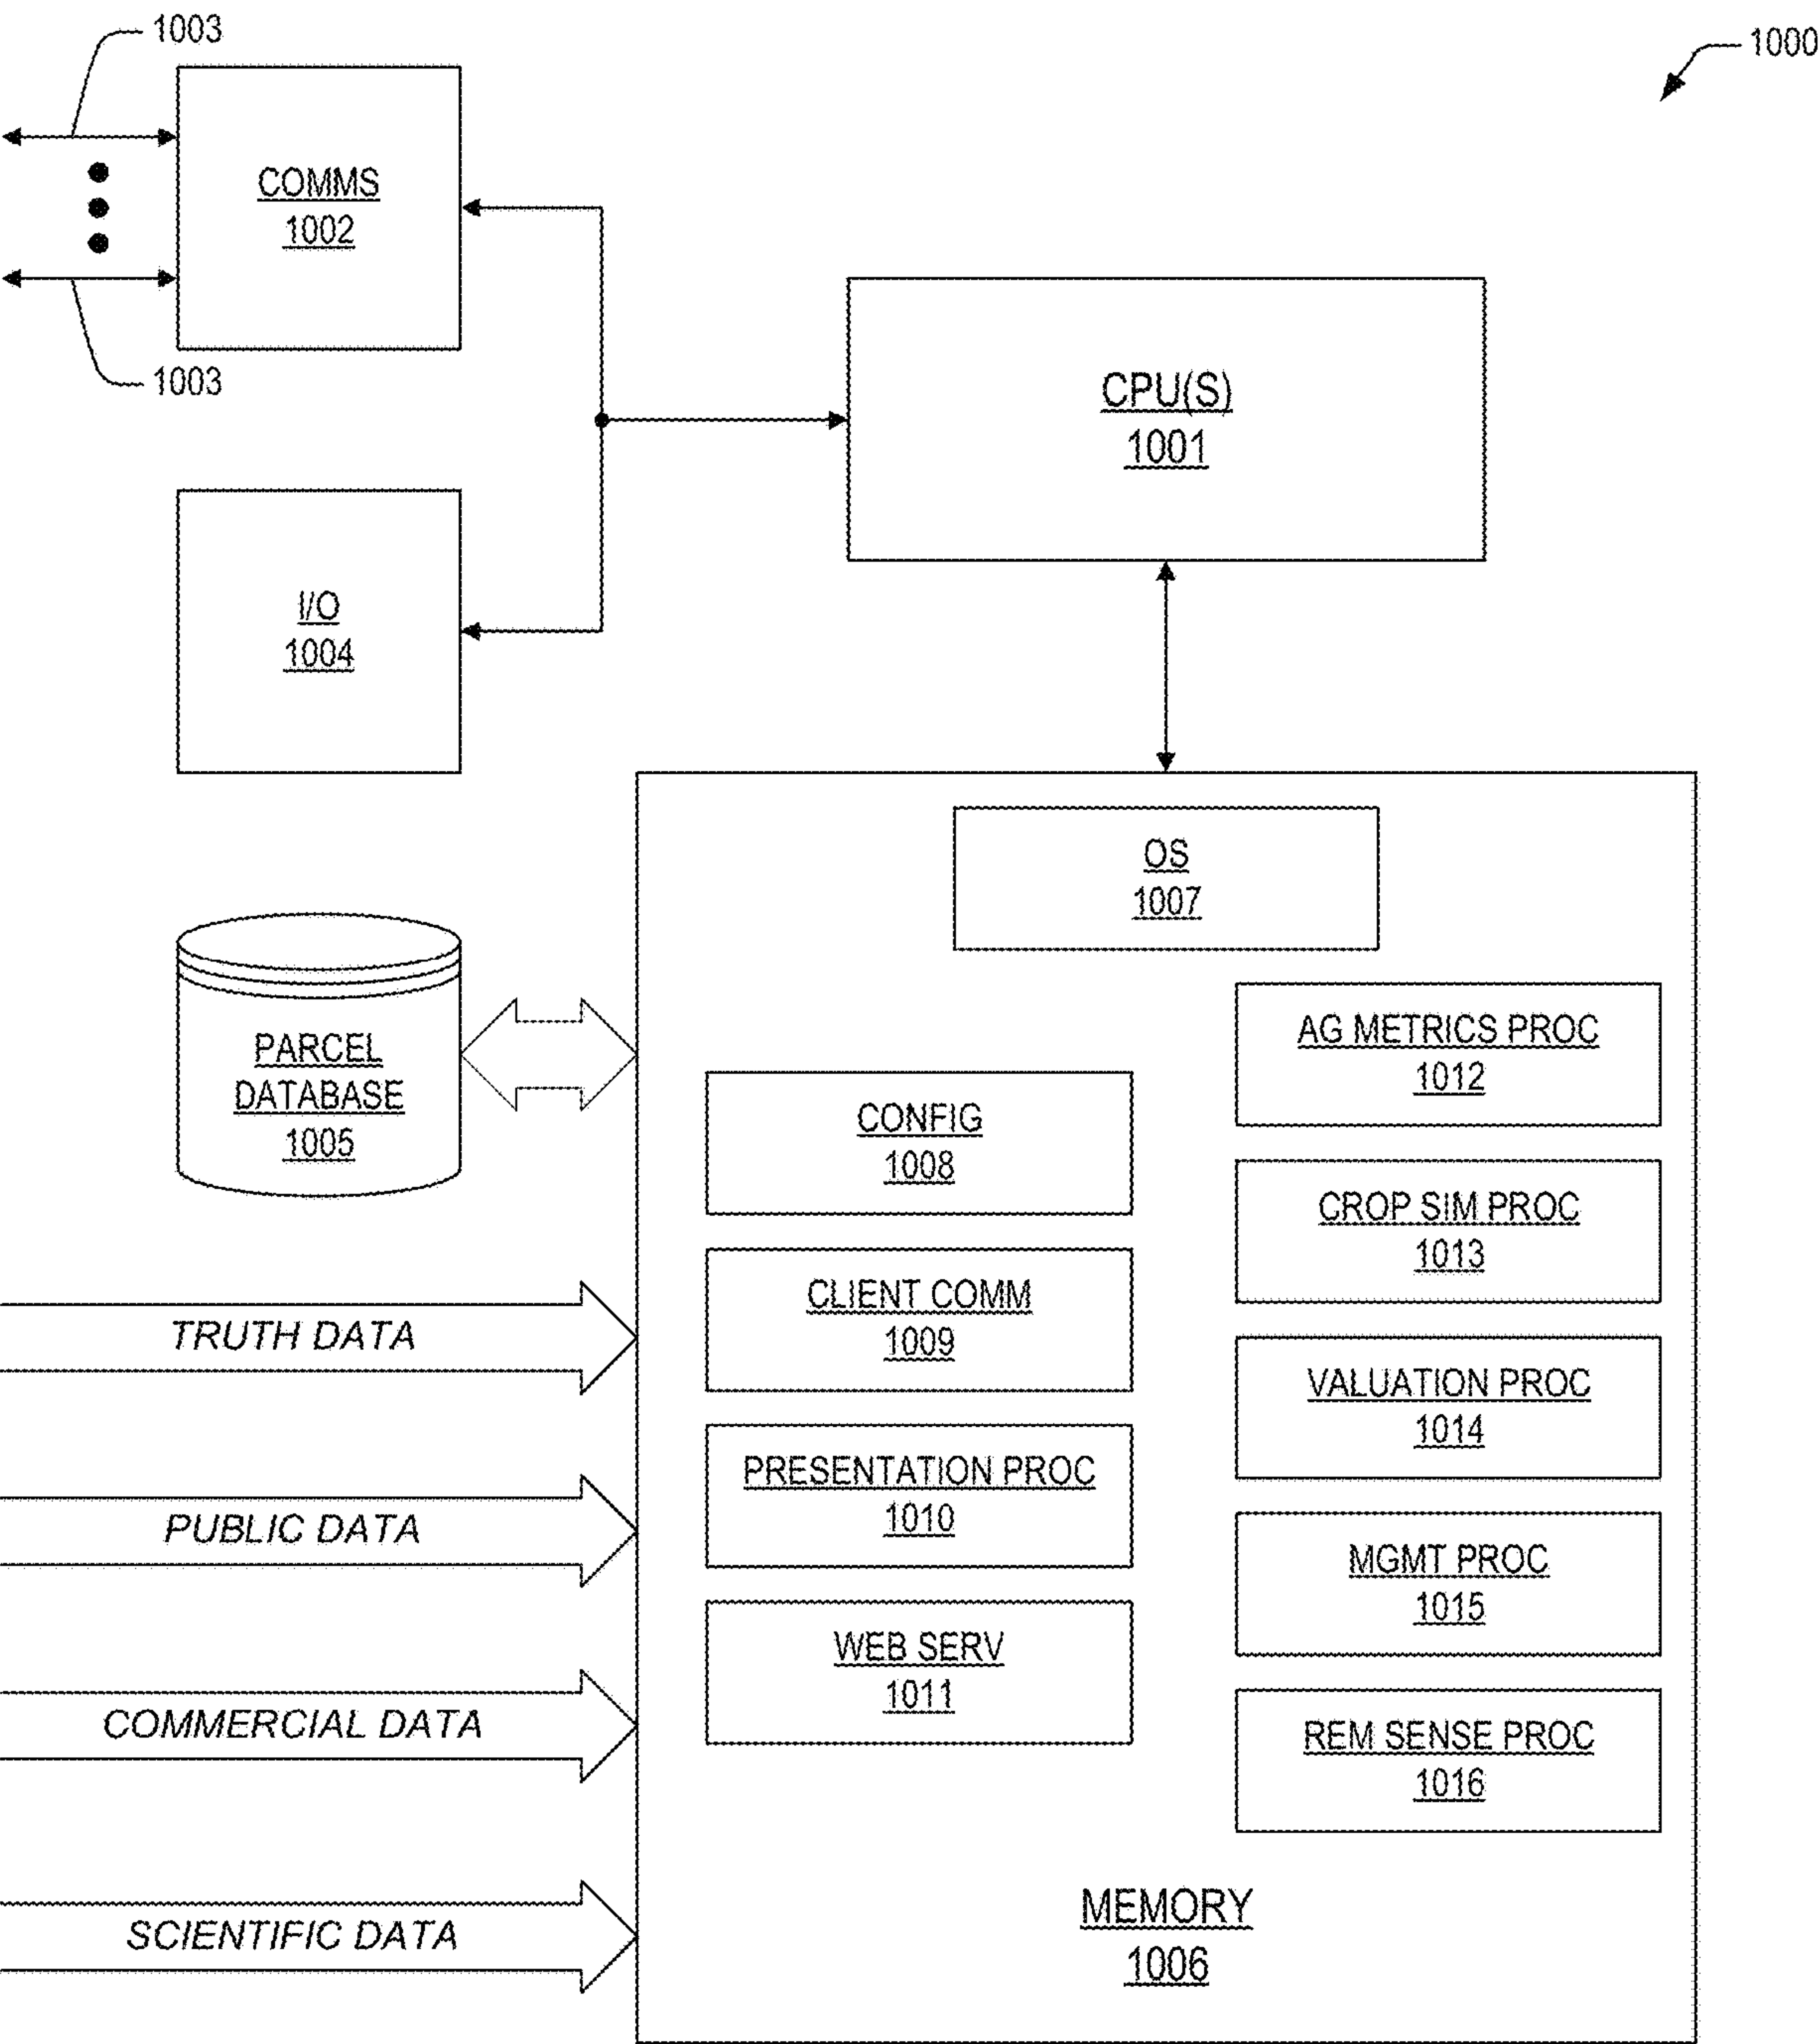 1003
1000
COMMS
1002
1003
CPU(S)
1001
I/O
1004
OS
1007
PARCEL
DATABASE
1005
AG METRICS PROC
1012
CONFIG
1008
CROP SIM PROC
1013
CLIENT COMM
1009
TRUTH DATA
VALUATION PROC
1014
PRESENTATION PROC
1010
PUBLIC DATA
MGMT PROC
1015
WEB SERV
1011
COMMERCIAL DATA
REM SENSE PROC
1016
SCIENTIFIC DATA
MEMORY
1006